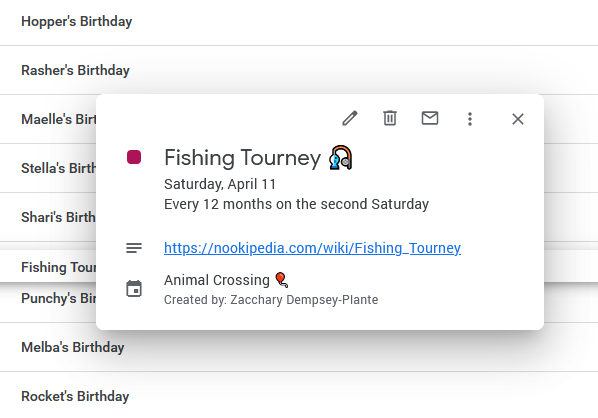 Hopper's Birthday
Rasher's Birthday
Maelle's Birt
Stella's Birth
Shari's Birth
Fishing Tour
Punchy's Bir
Melba's Birthday
Rocket's Birthday
Fishing Tourney 🎣
Saturday, April 11
Every 12 months on the second Saturday
https://nookipedia.com/wiki/Fishing_Tourney
Animal Crossing 🎈
Created by: Zacchary Dempsey-Plante